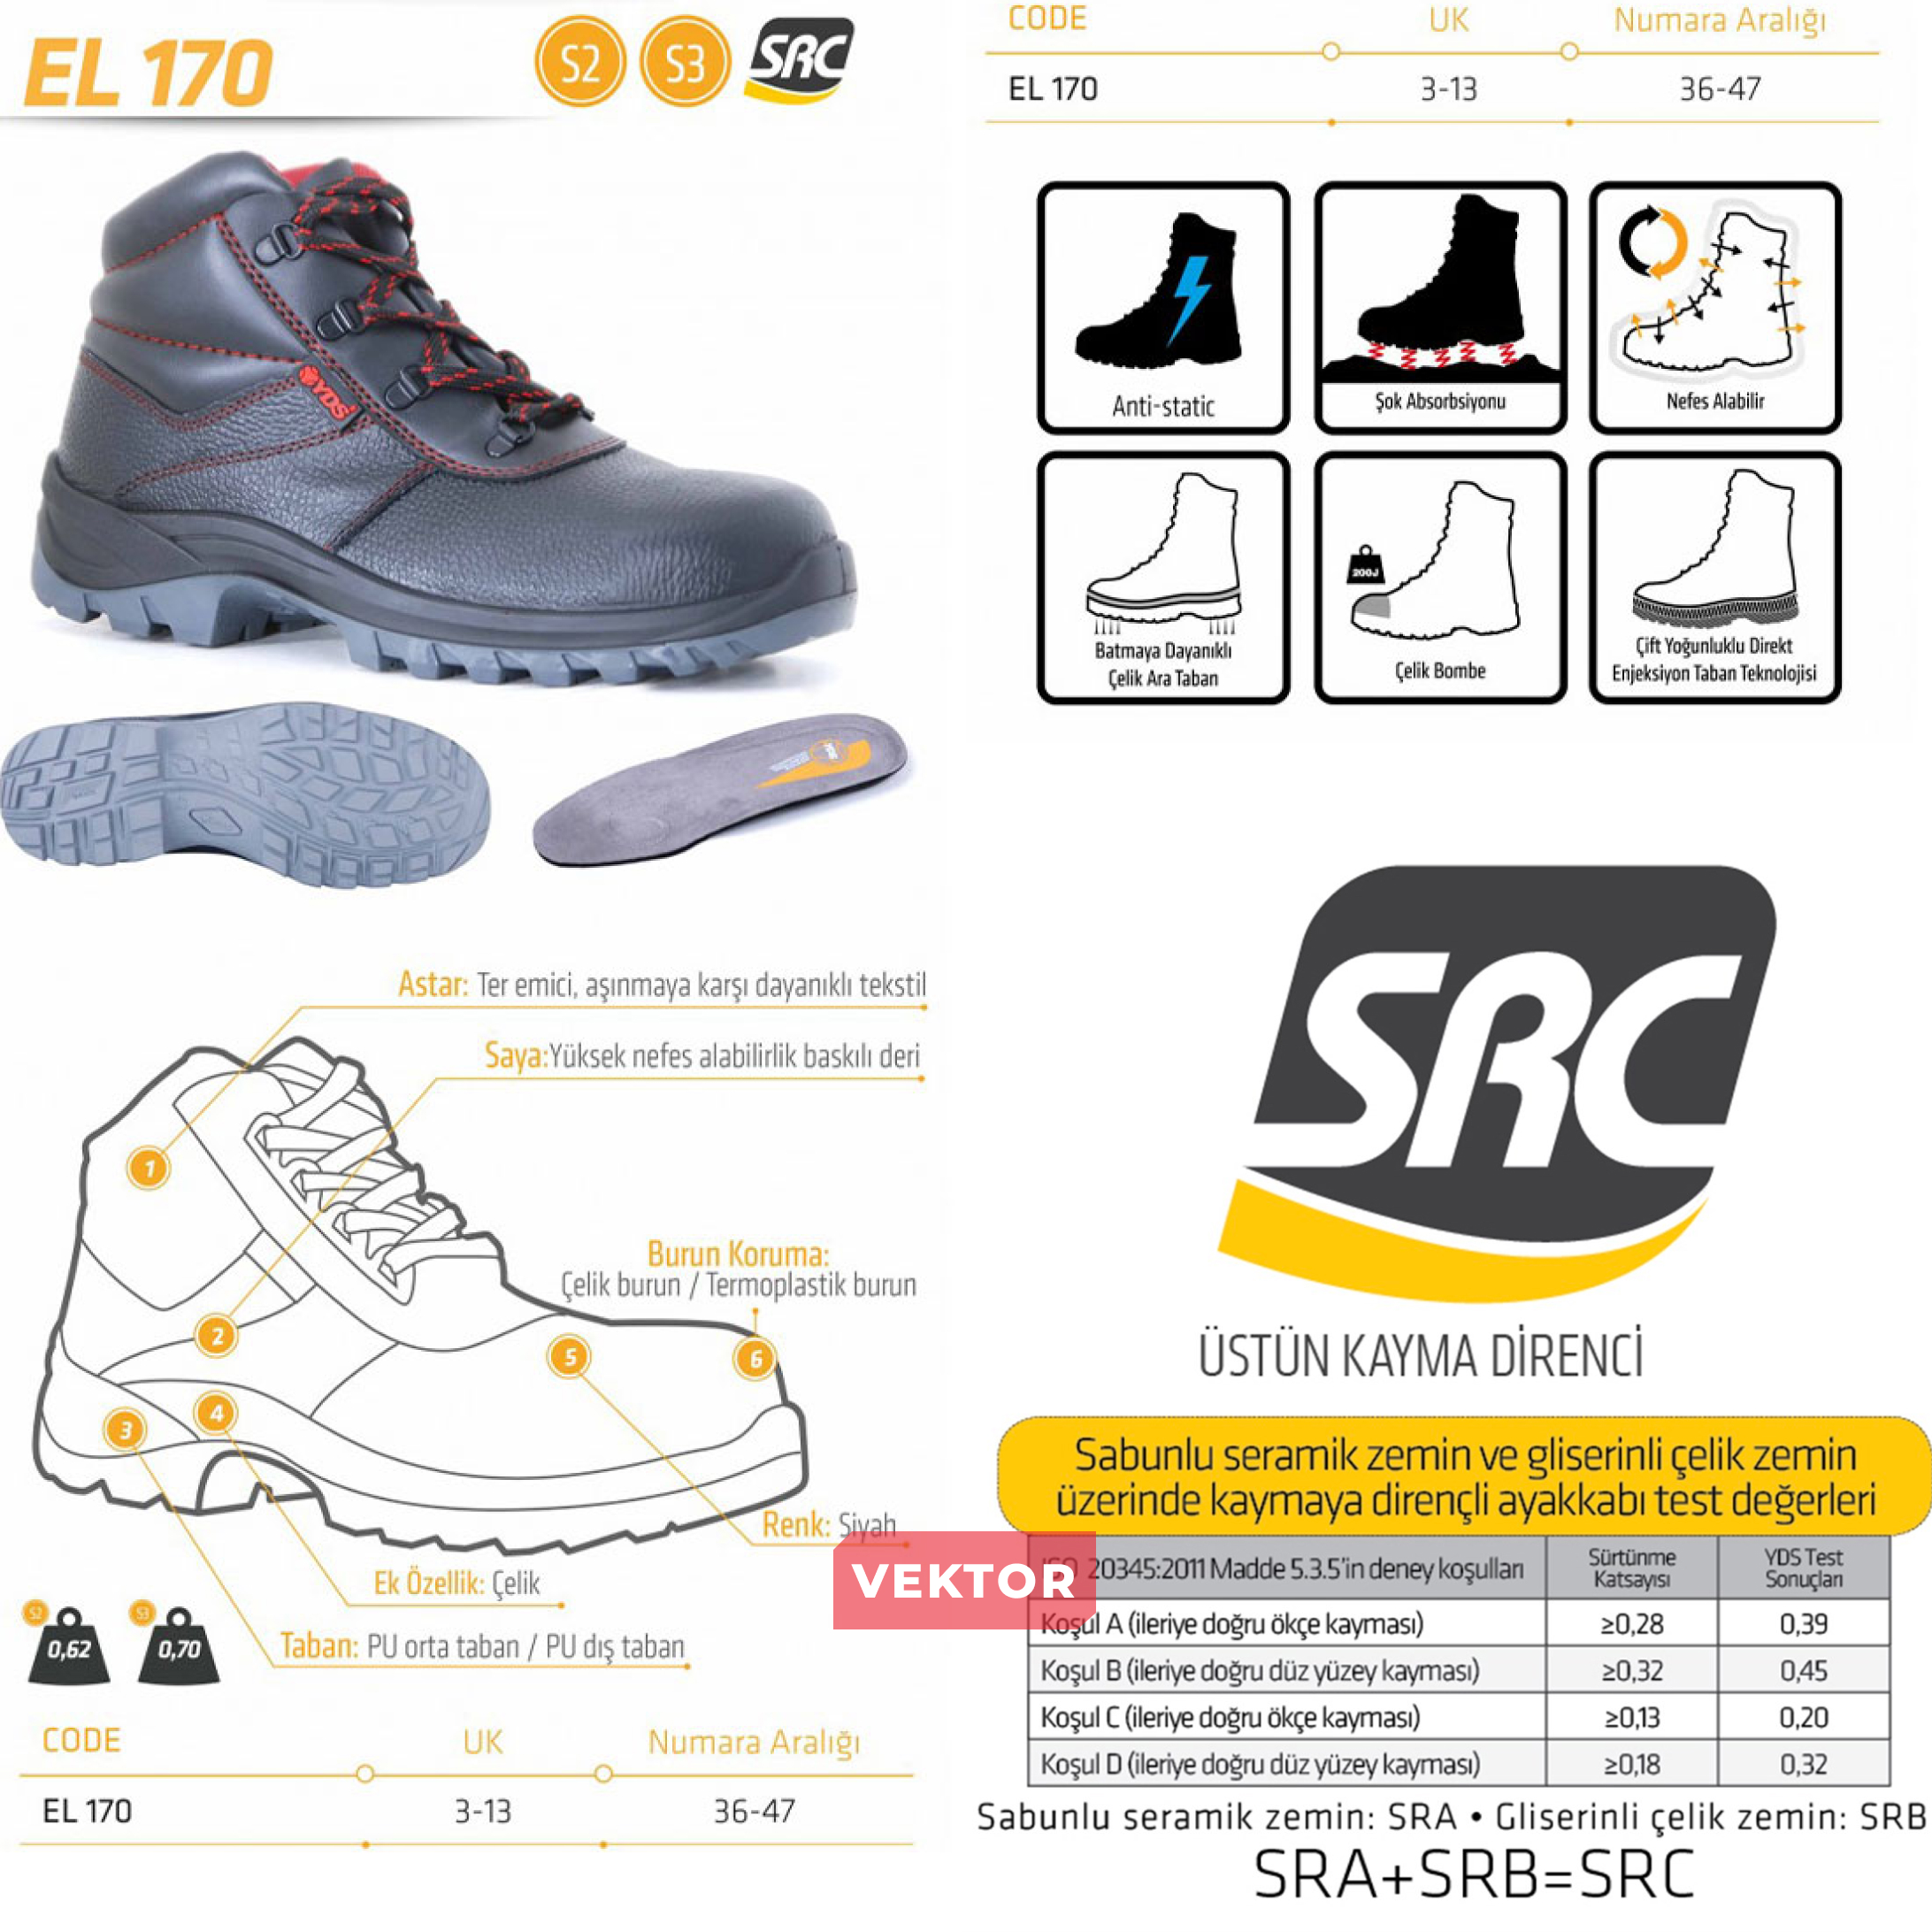 EL 170
S2
S3
SRC
YDS
Astar: Ter emici, aşınmaya karşı dayanıklı tekstil
Saya:Yüksek nefes alabilirlik baskılı deri
1
Burun Koruma:
Çelik burun / Termoplastik burun
2
5
6
3
4
Renk: Siyah
Ek Özellik: Çelik
Taban: PU orta taban / PU dış taban
S2
0,62
S3
0,70
CODE UK Numara Aralığı
EL 170 3-13 36-47
CODE UK Numara Aralığı
EL 170 3-13 36-47
Anti-static
Şok Absorbsiyonu
Nefes Alabilir
Batmaya Dayanıklı
Çelik Ara Taban
200J
Çelik Bombe
Çift Yoğunluklu Direkt
Enjeksiyon Taban Teknolojisi
SRC
ÜSTÜN KAYMA DİRENCİ
Sabunlu seramik zemin ve gliserinli çelik zemin
üzerinde kaymaya dirençli ayakkabı test değerleri
VEKTOR
ISO 20345:2011 Madde 5.3.5'in deney koşulları
Sürtünme
Katsayısı
YDS Test
Sonuçları
Koşul A (ileriye doğru ökçe kayması) ≥0,28 0,39
Koşul B (ileriye doğru düz yüzey kayması) ≥0,32 0,45
Koşul C (ileriye doğru ökçe kayması) ≥0,13 0,20
Koşul D (ileriye doğru düz yüzey kayması) ≥0,18 0,32
Sabunlu seramik zemin: SRA • Gliserinli çelik zemin: SRB
SRA+SRB=SRC